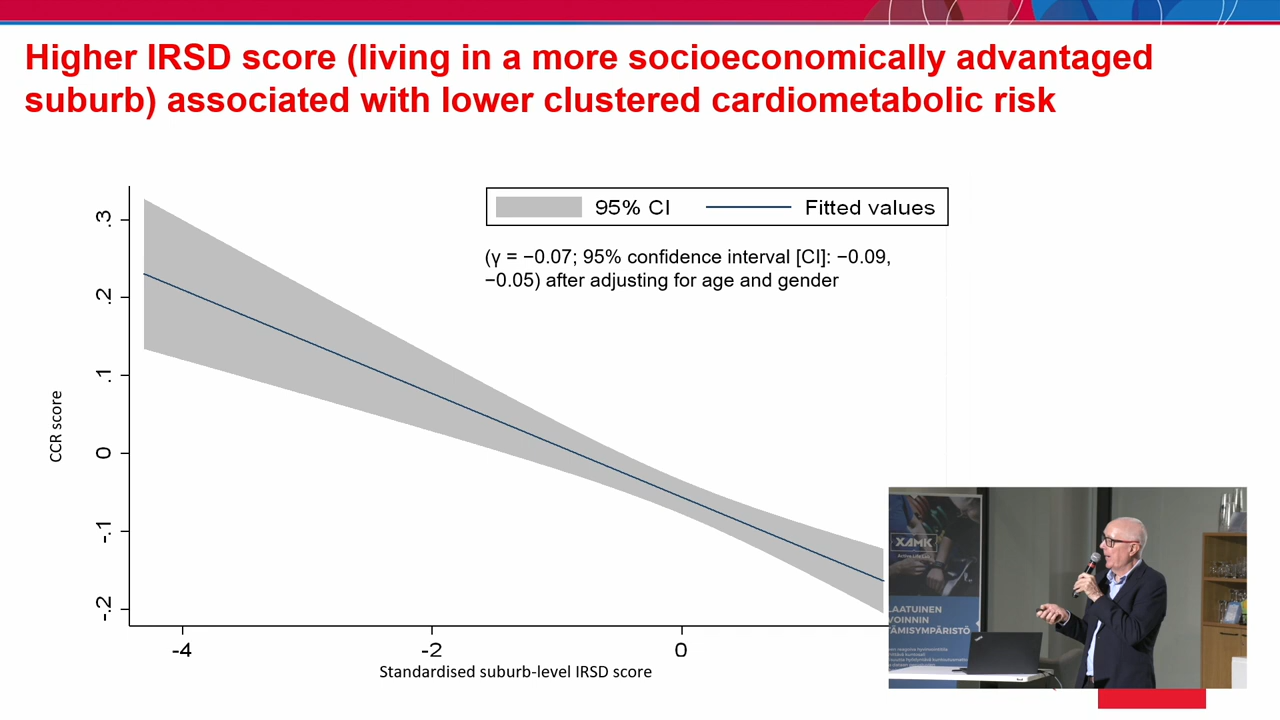 Higher IRSD score (living in a more socioeconomically advantaged
suburb) associated with lower clustered cardiometabolic risk
95% CI
Fitted values
(γ = −0.07; 95% confidence interval [CI]: −0.09,
−0.05) after adjusting for age and gender
.3
.2
.1
0
-.1
-.2
CCR score
-4
-2
0
Standardised suburb-level IRSD score
XAMK
LAATUINEN
VOINNIN
TÄMISYMPÄRISTÖ